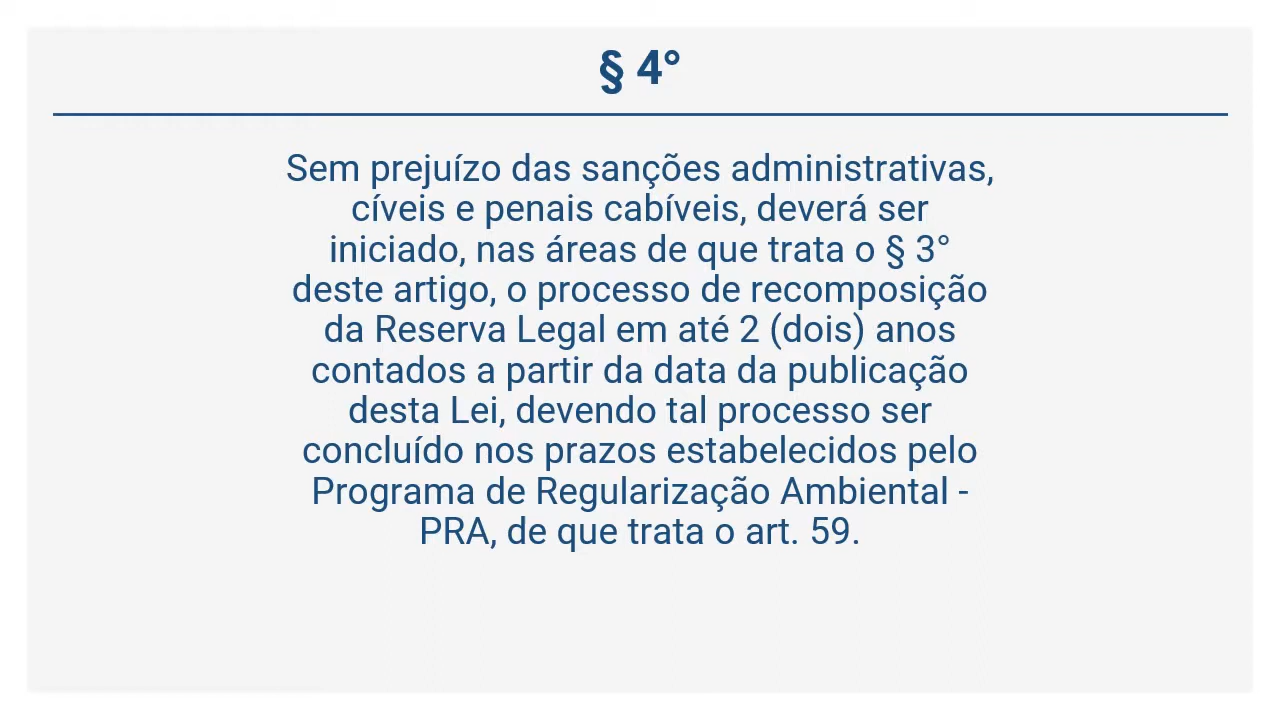 § 4°
Sem prejuízo das sanções administrativas,
cíveis e penais cabíveis, deverá ser
iniciado, nas áreas de que trata o § 3°
deste artigo, o processo de recomposição
da Reserva Legal em até 2 (dois) anos
contados a partir da data da publicação
desta Lei, devendo tal processo ser
concluído nos prazos estabelecidos pelo
Programa de Regularização Ambiental -
PRA, de que trata o art. 59.